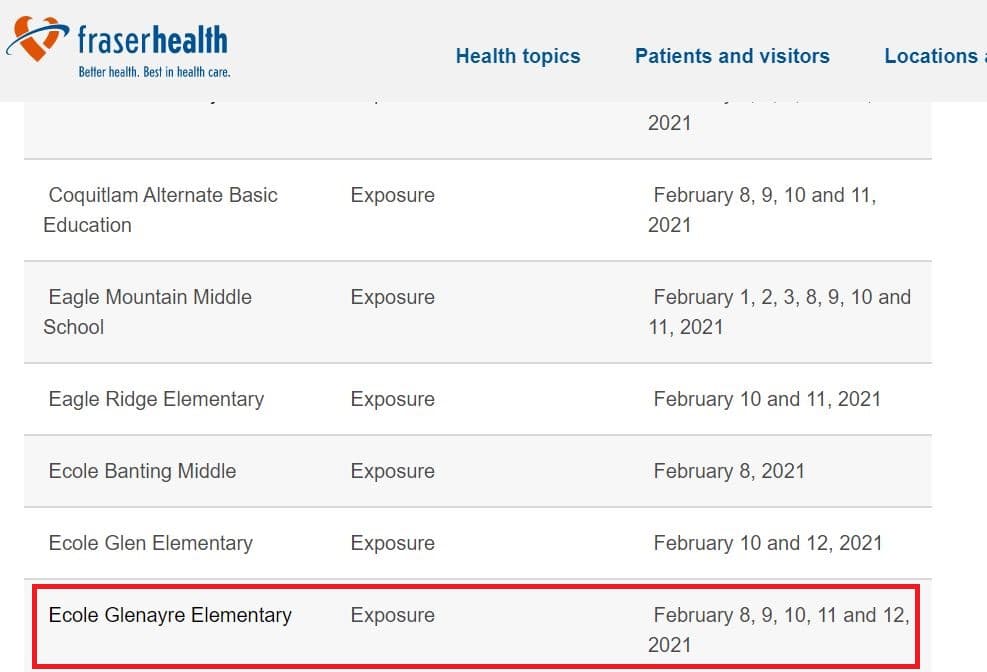 fraserhealth
Better health. Best in health care.
Health topics
Patients and visitors
Locations
2021
Coquitlam Alternate Basic
Education
Exposure
February 8, 9, 10 and 11,
2021
Eagle Mountain Middle
School
Exposure
February 1, 2, 3, 8, 9, 10 and
11, 2021
Eagle Ridge Elementary
Exposure
February 10 and 11, 2021
Ecole Banting Middle
Exposure
February 8, 2021
Ecole Glen Elementary
Exposure
February 10 and 12, 2021
Ecole Glenayre Elementary
Exposure
February 8, 9, 10, 11 and 12,
2021